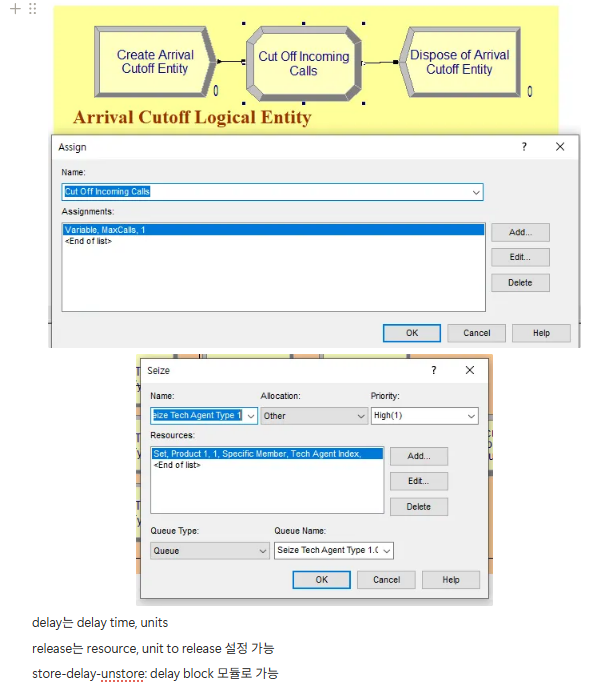 Create Arrival
Cutoff Entity
0
Cut Off Incoming
Calls
Dispose of Arrival
Cutoff Entity
0
Arrival Cutoff Logical Entity
Assign
?
Name:
Cut Off Incoming Calls
Assignments:
Variable, MaxCalls, 1
<End of list>
Add...
Edit...
Delete
OK
Cancel
Help
Seize
?
Name:
Allocation:
Priority:
eize Tech Agent Type 1
Other
High(1)
Resources:
Set, Product 1, 1, Specific Member, Tech Agent Index,
<End of list>
Add...
Edit...
Delete
Queue Type:
Queue Name:
Queue
Seize Tech Agent Type 1.(
OK
Cancel
Help
delay는 delay time, units
release는 resource, unit to release 설정 가능
store-delay-unstore: delay block 모듈로 가능